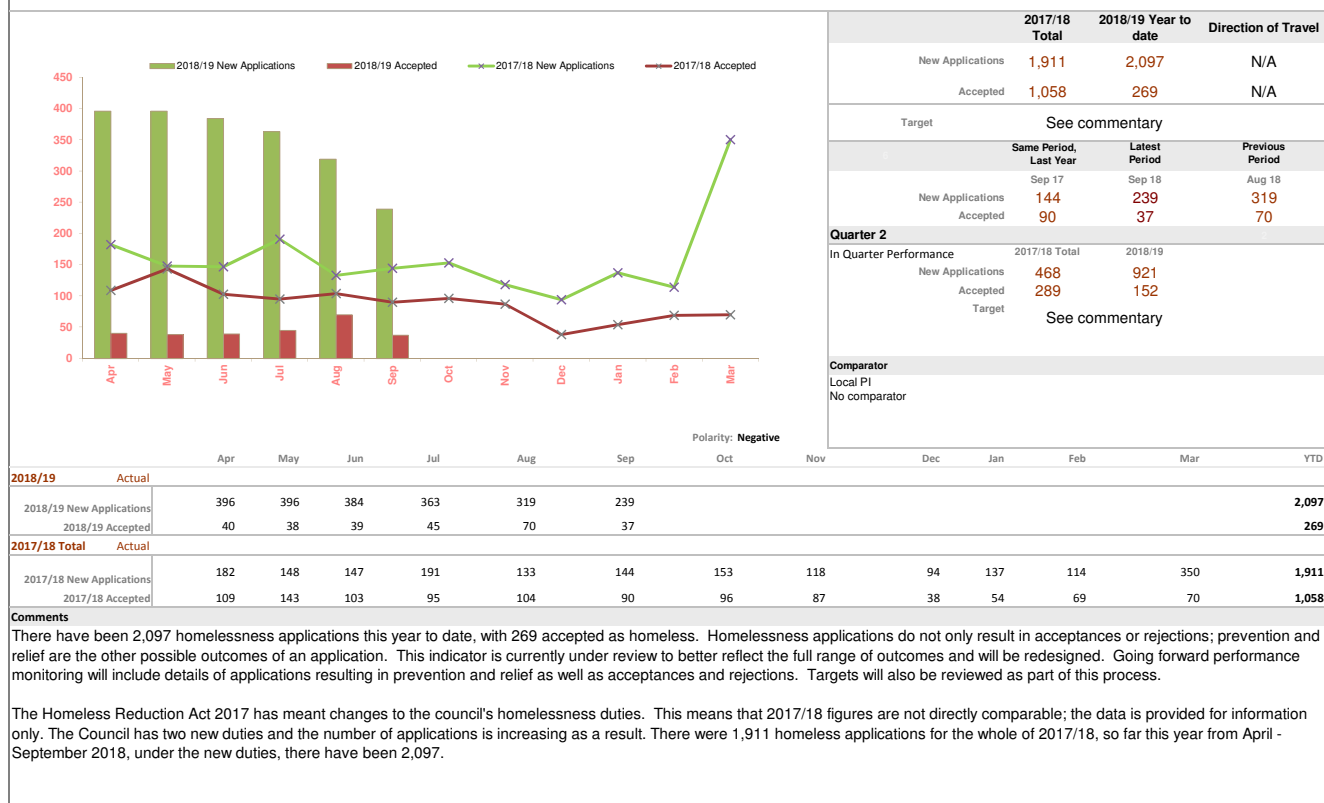 2018/19 New Applications 2018/19 Accepted 2017/18 New Applications 2017/18 Accepted
450
400
350
300
250
200
150
100
50
0
Apr May Jun Jul Aug Sep Oct Nov Dec Jan Feb Mar
Polarity: Negative
2017/18 Total 2018/19 Year to date Direction of Travel
New Applications 1,911 2,097 N/A
Accepted 1,058 269 N/A
Target See commentary
Same Period, Last Year Latest Period Previous Period
Sep 17 Sep 18 Aug 18
New Applications 144 239 319
Accepted 90 37 70
Quarter 2
In Quarter Performance 2017/18 Total 2018/19
New Applications 468 921
Accepted 289 152
Target See commentary
Comparator
Local PI
No comparator
Apr May Jun Jul Aug Sep Oct Nov Dec Jan Feb Mar YTD
2018/19 Actual
2018/19 New Applications 396 396 384 363 319 239 2,097
2018/19 Accepted 40 38 39 45 70 37 269
2017/18 Total Actual
2017/18 New Applications 182 148 147 191 133 144 153 118 94 137 114 350 1,911
2017/18 Accepted 109 143 103 95 104 90 96 87 38 54 69 70 1,058
Comments
There have been 2,097 homelessness applications this year to date, with 269 accepted as homeless. Homelessness applications do not only result in acceptances or rejections; prevention and
relief are the other possible outcomes of an application. This indicator is currently under review to better reflect the full range of outcomes and will be redesigned. Going forward performance
monitoring will include details of applications resulting in prevention and relief as well as acceptances and rejections. Targets will also be reviewed as part of this process.
The Homeless Reduction Act 2017 has meant changes to the council's homelessness duties. This means that 2017/18 figures are not directly comparable; the data is provided for information
only. The Council has two new duties and the number of applications is increasing as a result. There were 1,911 homeless applications for the whole of 2017/18, so far this year from April -
September 2018, under the new duties, there have been 2,097.